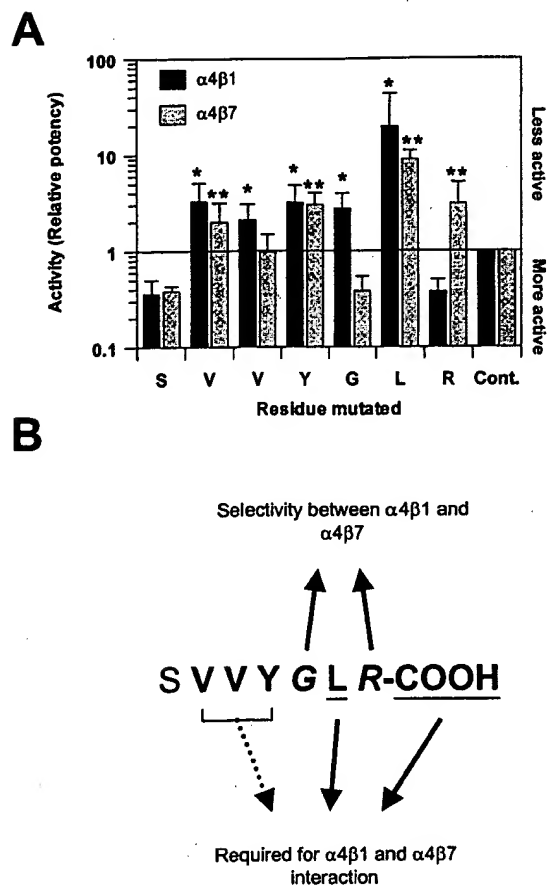 A
100
10
1
0.1
Activity (Relative potency)
α4β1
α4β7
*
**
*
*
**
*
*
**
**
Less active
More active
S V V Y G L R Cont.
Residue mutated
B
Selectivity between α4β1 and
α4β7
S V V Y G L R-COOH
Required for α4β1 and α4β7
interaction